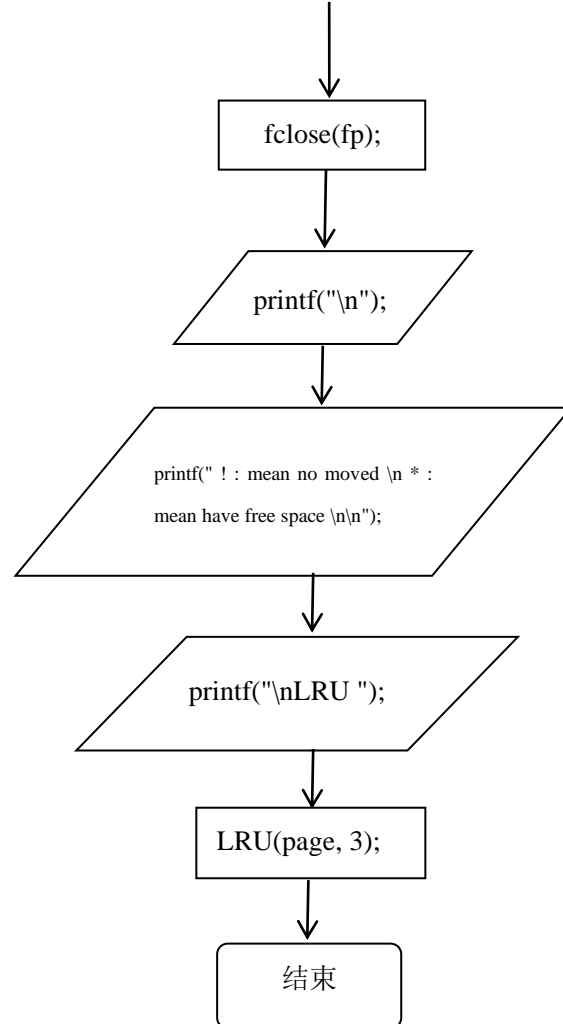 fclose(fp);
printf("\n");
printf(" ! : mean no moved \n * :
mean have free space \n\n");
printf("\nLRU ");
LRU(page, 3);
结束